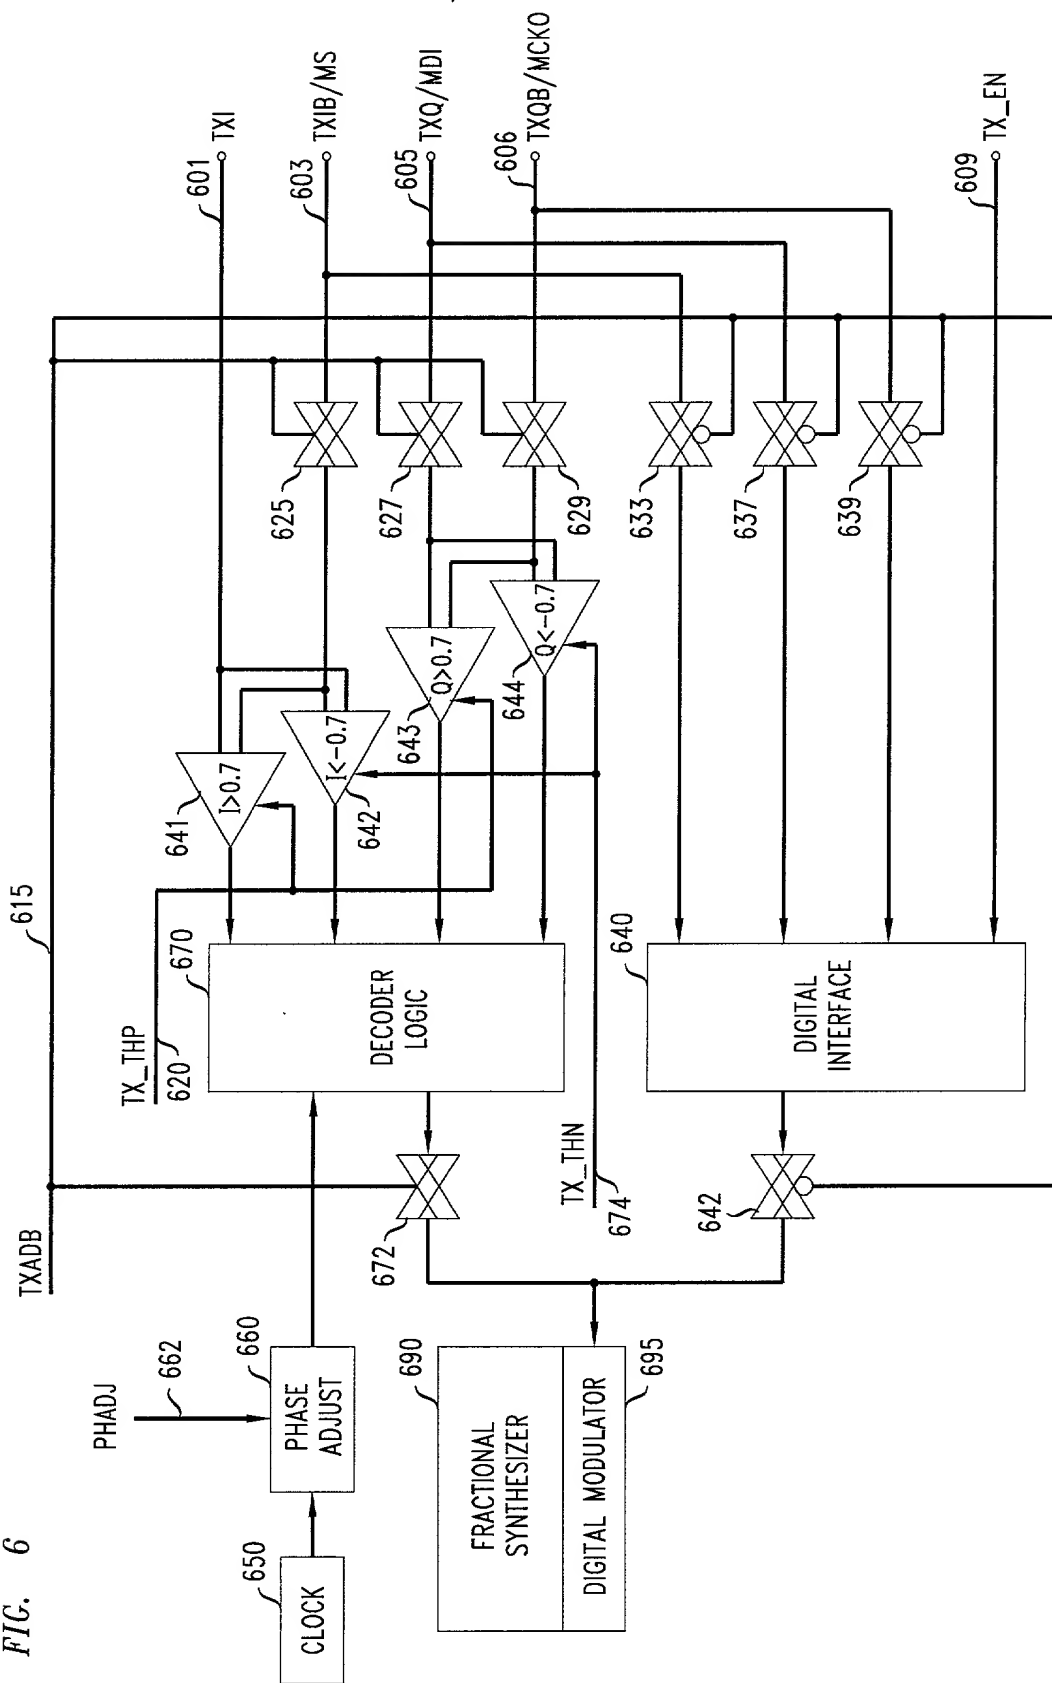 FIG. 6
TXADB
615
TXI
601
TXIB/MS
603
TXQ/MDI
605
TXQB/MCKO
606
TX_EN
609
625
627
629
633
637
639
I>0.7
641
I<-0.7
642
Q>0.7
643
Q<-0.7
644
TX_THP
620
670
DECODER
LOGIC
640
DIGITAL
INTERFACE
TX_THN
674
672
642
PHADJ
662
660
PHASE
ADJUST
650
CLOCK
690
FRACTIONAL
SYNTHESIZER
DIGITAL MODULATOR
695